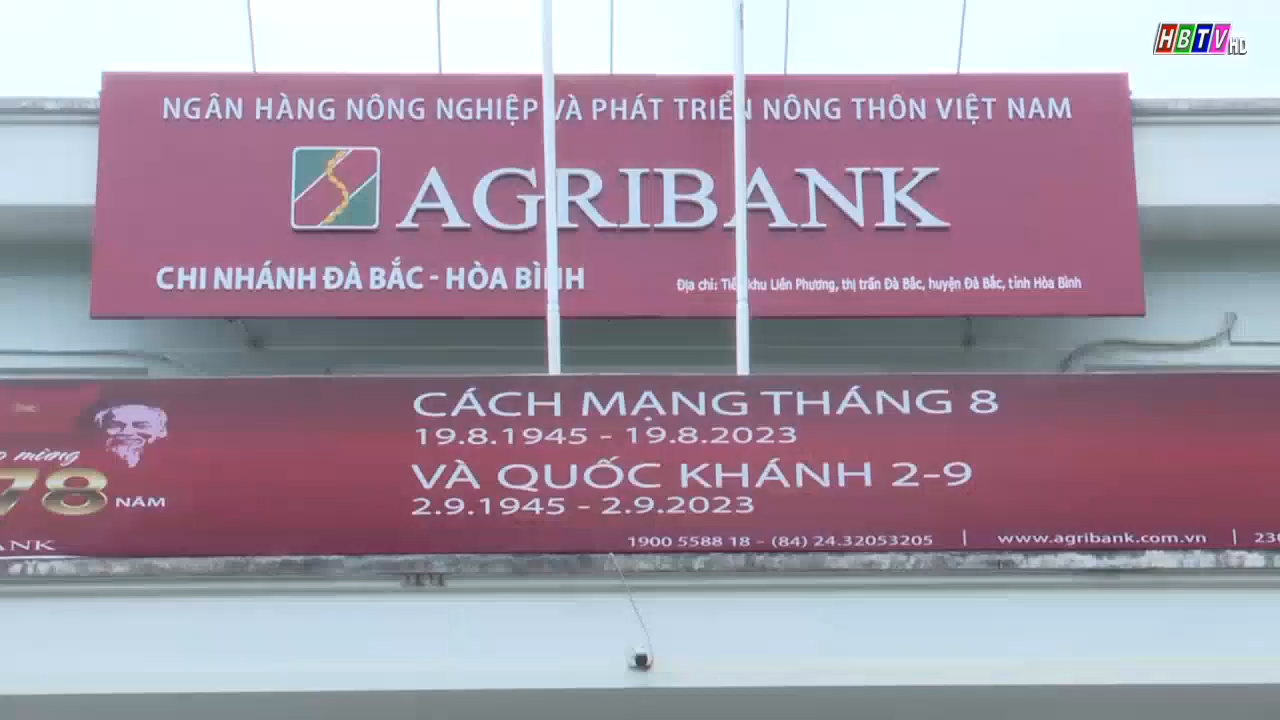 HBTV HD
NGÂN HÀNG NÔNG NGHIỆP VÀ PHÁT TRIỂN NÔNG THÔN VIỆT NAM
AGRIBANK
CHI NHÁNH ĐÀ BẮC - HÒA BÌNH
Địa chỉ: Tiểu khu Liên Phương, thị trấn Đà Bắc, huyện Đà Bắc, tỉnh Hòa Bình
CÁCH MẠNG THÁNG 8
19.8.1945 - 19.8.2023
mừng
78 NĂM
VÀ QUỐC KHÁNH 2-9
2.9.1945 - 2.9.2023
1900 5588 18 - (84) 24.32053205 | www.agribank.com.vn |